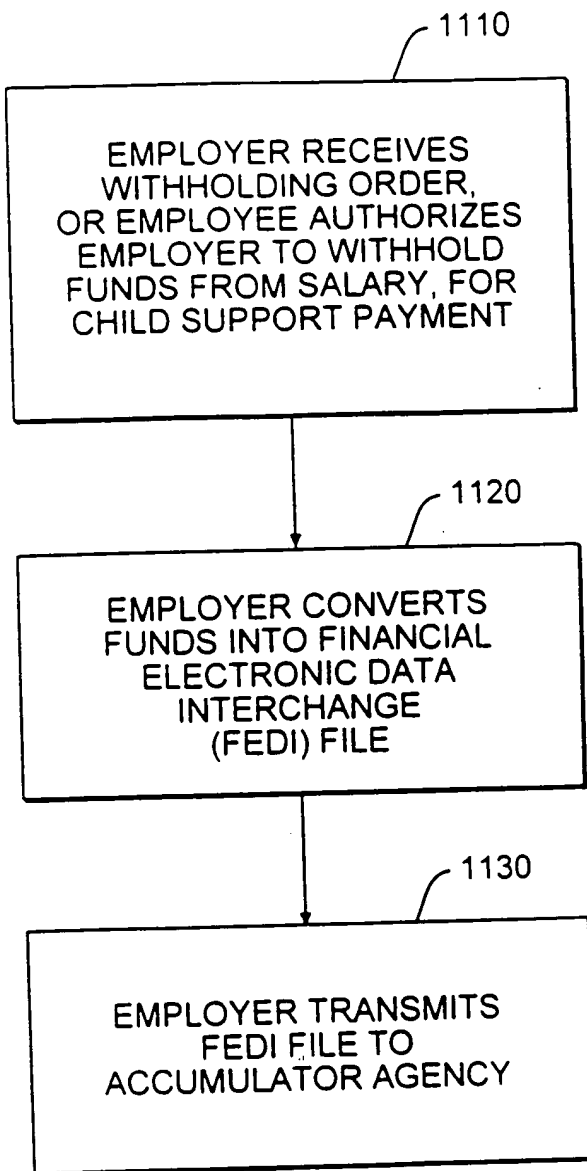 1110
EMPLOYER RECEIVES
WITHHOLDING ORDER,
OR EMPLOYEE AUTHORIZES
EMPLOYER TO WITHHOLD
FUNDS FROM SALARY, FOR
CHILD SUPPORT PAYMENT
1120
EMPLOYER CONVERTS
FUNDS INTO FINANCIAL
ELECTRONIC DATA
INTERCHANGE
(FEDI) FILE
1130
EMPLOYER TRANSMITS
FEDI FILE TO
ACCUMULATOR AGENCY